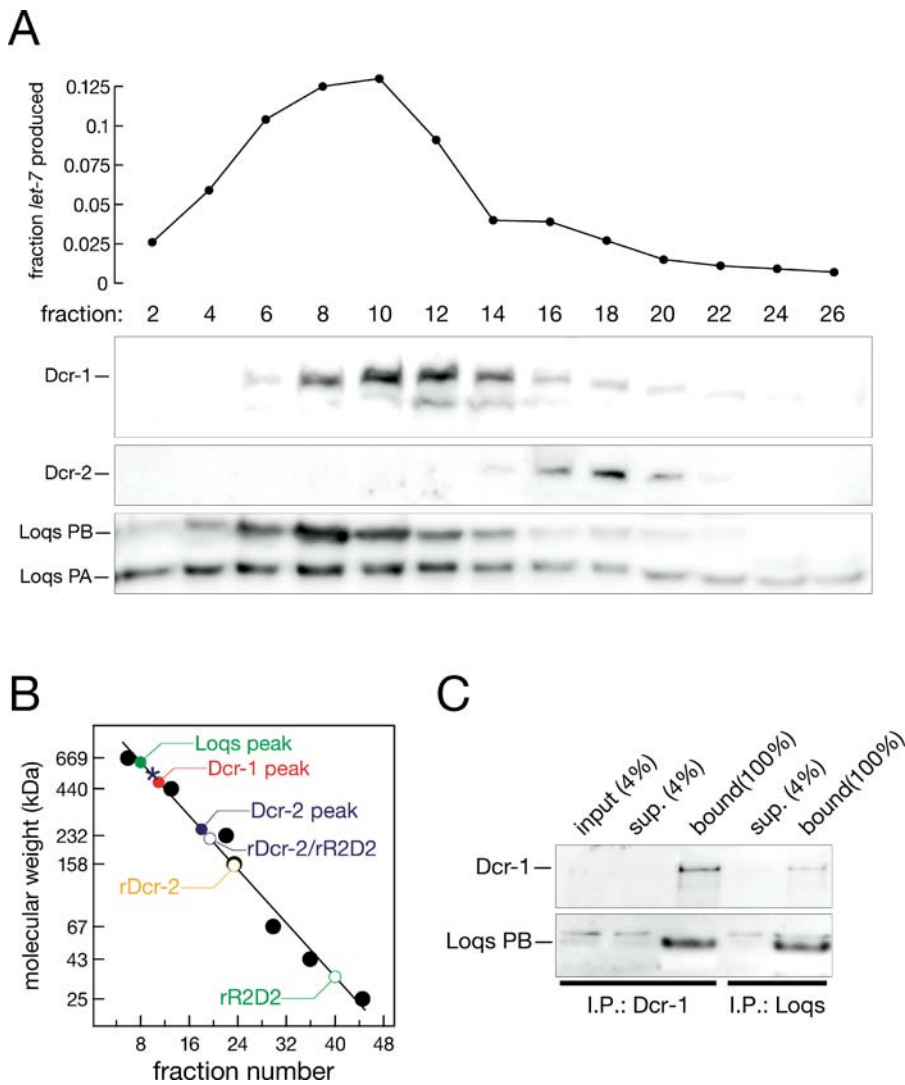 A
fraction let-7 produced
0.125
0.1
0.075
0.05
0.025
0
fraction: 2 4 6 8 10 12 14 16 18 20 22 24 26
Dcr-1
Dcr-2
Loqs PB
Loqs PA
B
molecular weight (kDa)
669
440
232
158
67
43
25
Loqs peak
*
Dcr-1 peak
Dcr-2 peak
rDcr-2/rR2D2
rDcr-2
rR2D2
8 16 24 32 40 48
fraction number
C
input (4%)
sup. (4%)
bound(100%)
sup. (4%)
bound(100%)
Dcr-1
Loqs PB
I.P.: Dcr-1 I.P.: Loqs